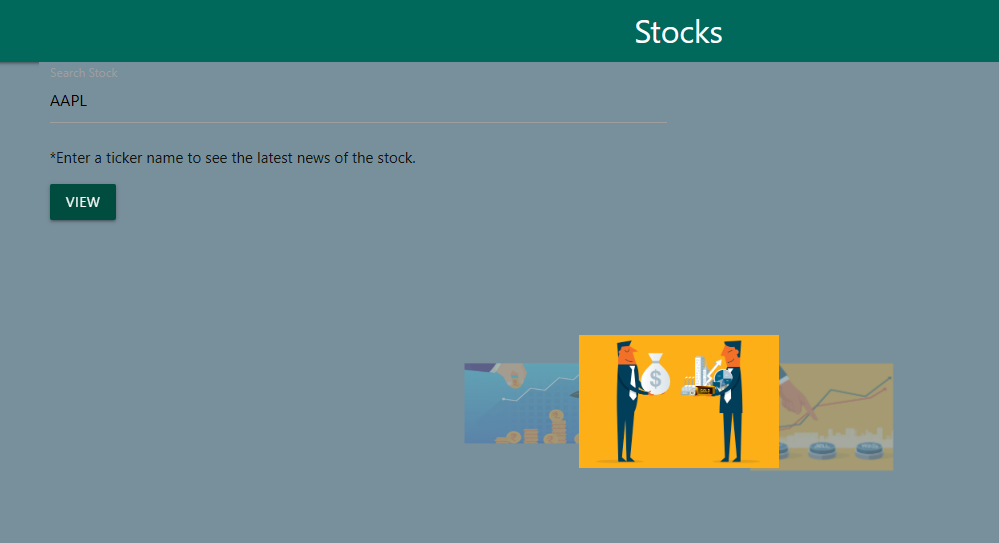 Stocks
Search Stock
AAPL
*Enter a ticker name to see the latest news of the stock.
VIEW
$